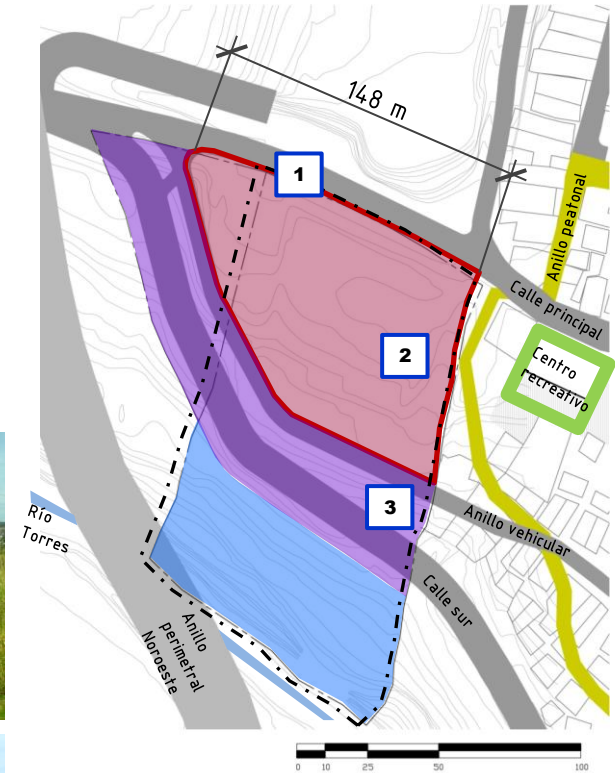 148 m
1
Anillo peatonal
Calle principal
2
Centro
recreativo
3
Río
Torres
Anillo vehicular
Calle sur
Anillo
perimetral
Noroeste
0 10 25 50 100